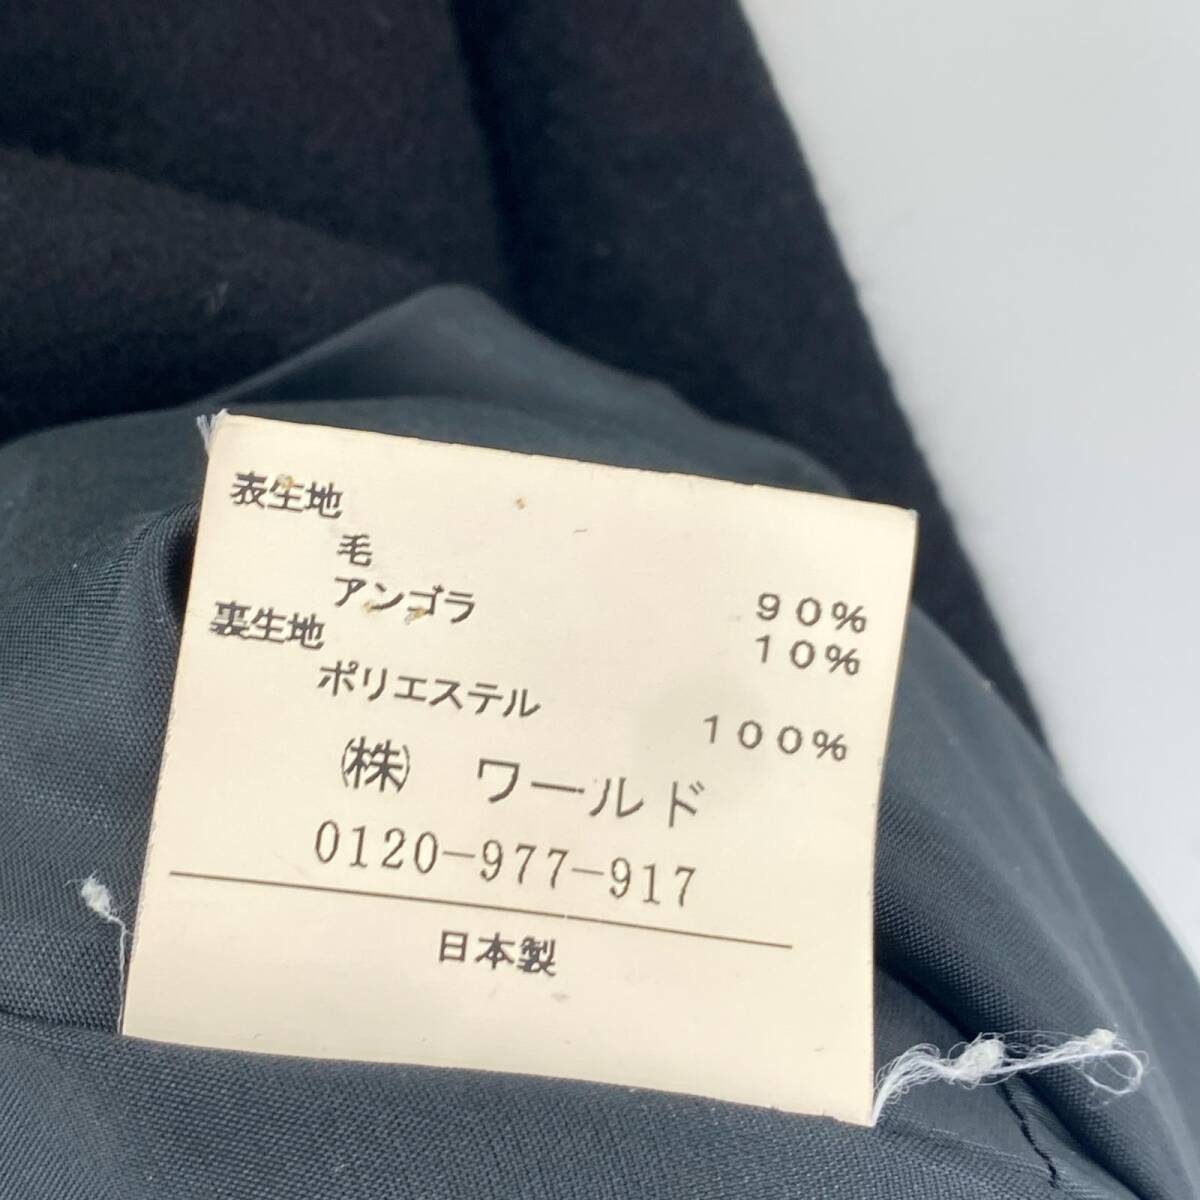 表生地
毛 90%
アンゴラ 10%
裏生地
ポリエステル 100%
㈱ ワールド
0120-977-917
日本製